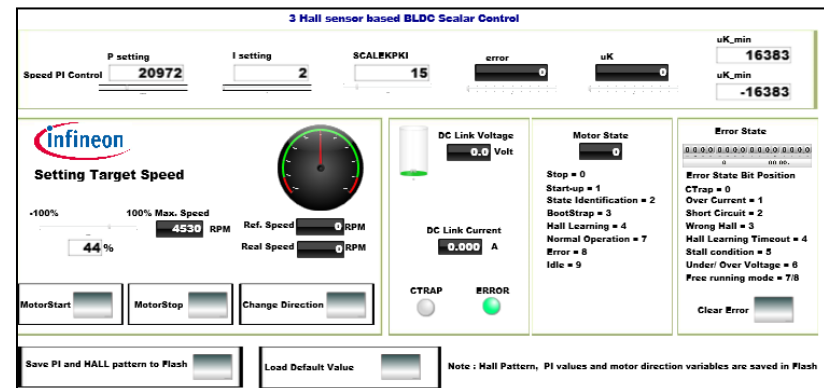 3 Hall sensor based BLDC Scalar Control
Speed PI Control
P setting
20972
I setting
2
SCALEKPKI
15
error
0
uK
0
uK_min
16383
uK_min
-16383
infineon
Setting Target Speed
-100%
100% Max. Speed
4530 RPM
44 %
Ref. Speed 0 RPM
Real Speed 0 RPM
MotorStart
MotorStop
Change Direction
DC Link Voltage
0.0 Volt
DC Link Current
0.000 A
CTRAP
ERROR
Motor State
0
Stop = 0
Start-up = 1
State Identification = 2
BootStrap = 3
Hall Learning = 4
Normal Operation = 7
Error = 8
Idle = 9
Error State
Error State Bit Position
CTrap = 0
Over Current = 1
Short Circuit = 2
Wrong Hall = 3
Hall Learning Timeout = 4
Stall condition = 5
Under/ Over Voltage = 6
Free running mode = 7/8
Clear Error
Save PI and HALL pattern to Flash
Load Default Value
Note : Hall Pattern, PI values and motor direction variables are saved in Flash